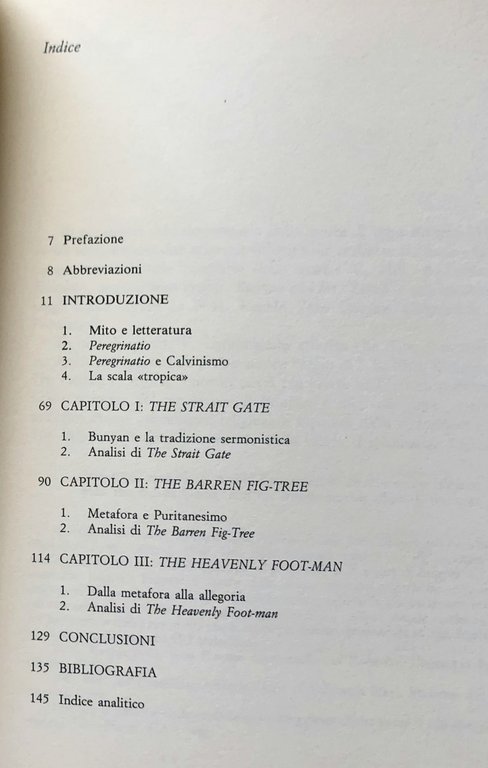 Indice
7 Prefazione
8 Abbreviazioni
11 INTRODUZIONE
1. Mito e letteratura
2. Peregrinatio
3. Peregrinatio e Calvinismo
4. La scala «tropica»
69 CAPITOLO I: THE STRAIT GATE
1. Bunyan e la tradizione sermonistica
2. Analisi di The Strait Gate
90 CAPITOLO II: THE BARREN FIG-TREE
1. Metafora e Puritanesimo
2. Analisi di The Barren Fig-Tree
114 CAPITOLO III: THE HEAVENLY FOOT-MAN
1. Dalla metafora alla allegoria
2. Analisi di The Heavenly Foot-man
129 CONCLUSIONI
135 BIBLIOGRAFIA
145 Indice analitico